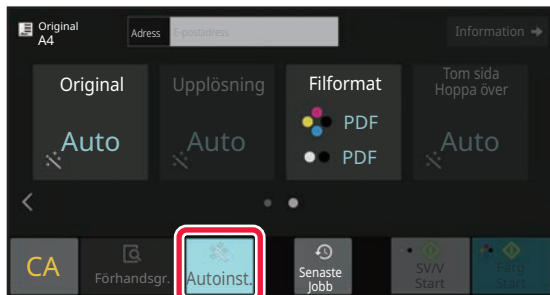 Original
A4
Adress
E-postadress
Information
Original
Auto
Upplösning
Auto
Filformat
PDF
PDF
Tom sida
Hoppa över
Auto
CA
Förhandsgr.
Autoinst.
Senaste
Jobb
SV/V
Start
Färg
Start